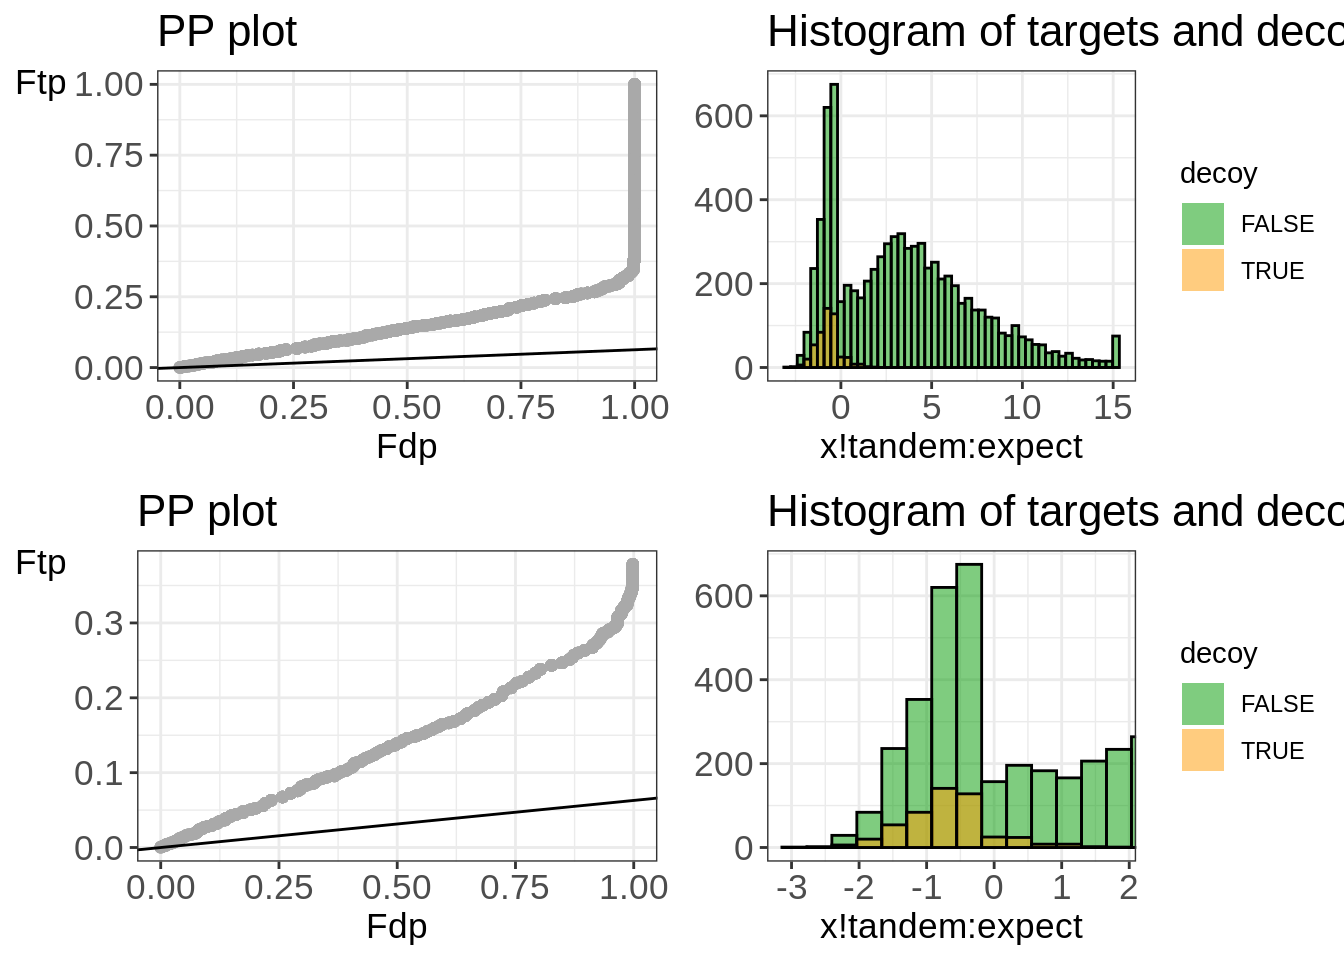 PP plot
Ftp
1.00
0.75
0.50
0.25
0.00
0.00 0.25 0.50 0.75 1.00
Fdp
Histogram of targets and deco
600
400
200
0
0 5 10 15
x!tandem:expect
decoy
FALSE
TRUE
PP plot
Ftp
0.3
0.2
0.1
0.0
0.00 0.25 0.50 0.75 1.00
Fdp
Histogram of targets and deco
600
400
200
0
-3 -2 -1 0 1 2
x!tandem:expect
decoy
FALSE
TRUE